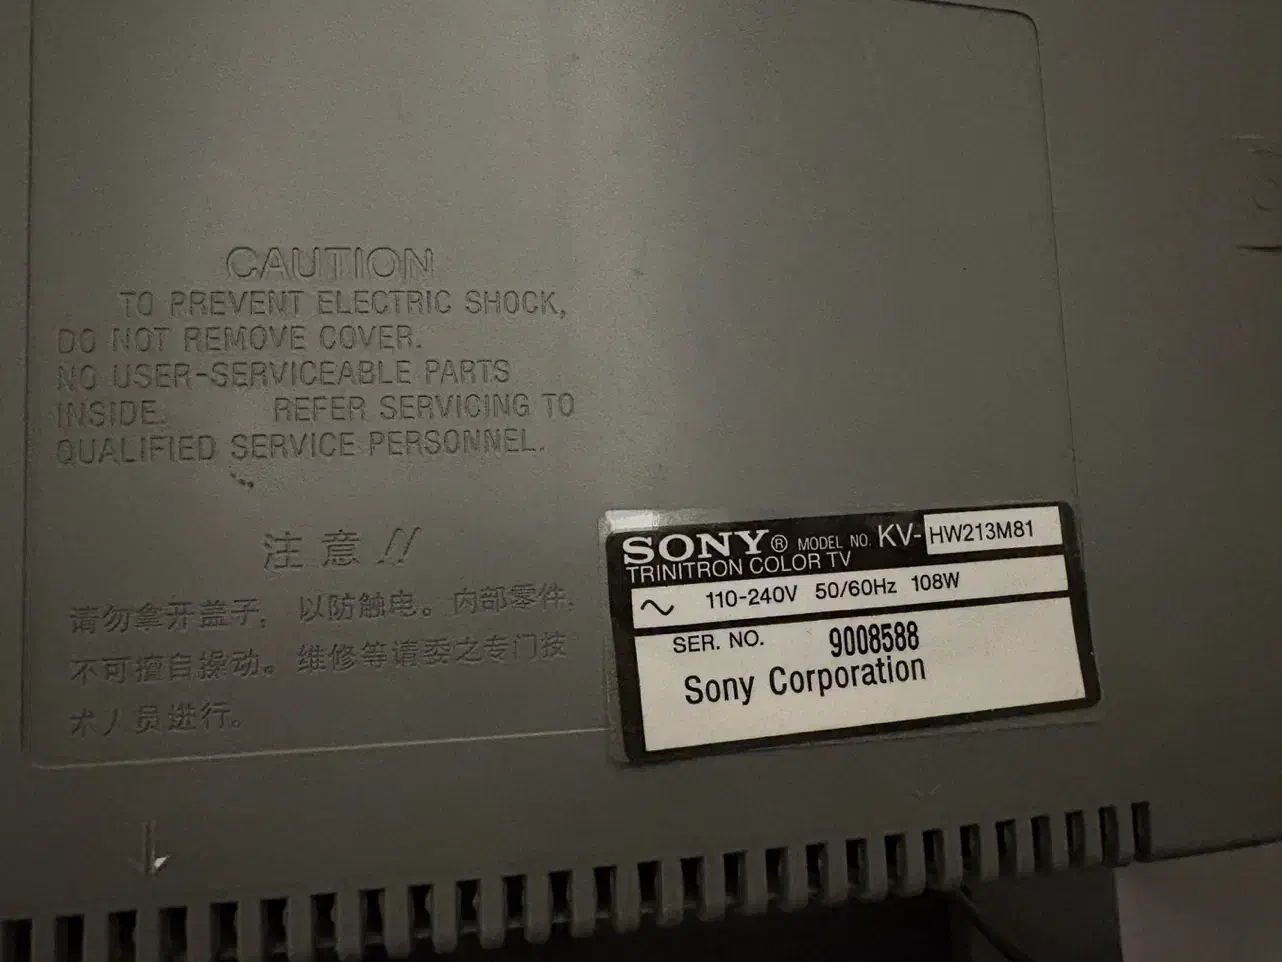 CAUTION
TO PREVENT ELECTRIC SHOCK,
DO NOT REMOVE COVER.
NO USER-SERVICEABLE PARTS
INSIDE. REFER SERVICING TO
QUALIFIED SERVICE PERSONNEL.
注意!!
请勿拿开盖子, 以防触电。内部零件,
不可擅自操动。维修等请委之专门技
术人员进行。
SONY® MODEL NO. KV-HW213M81
TRINITRON COLOR TV
~ 110-240V 50/60Hz 108W
SER. NO. 9008588
Sony Corporation